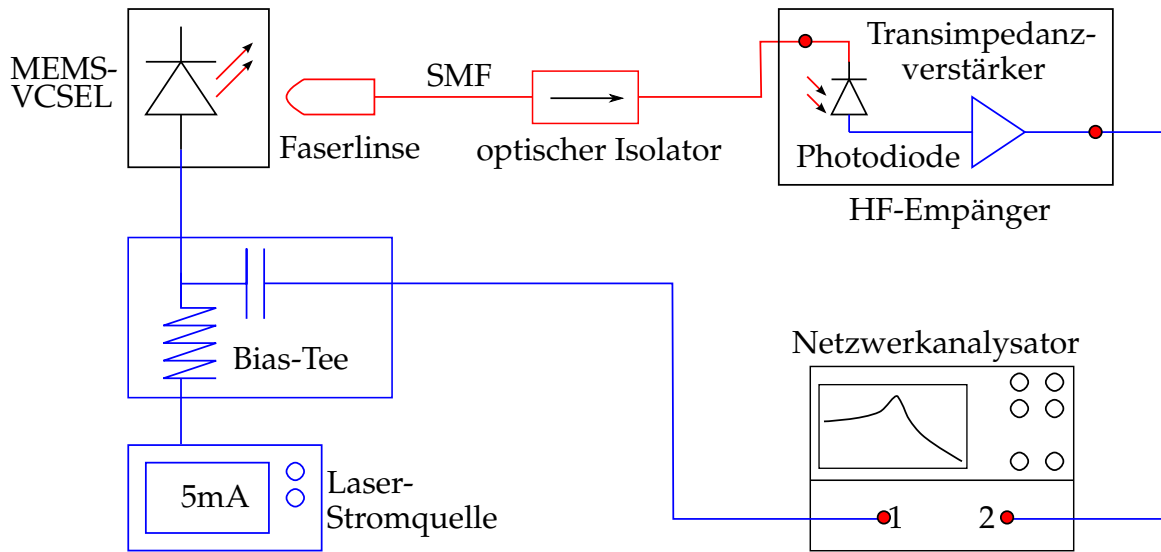 MEMS-
VCSEL
Faserlinse
SMF
optischer Isolator
Transimpedanz-
verstärker
Photodiode
HF-Empänger
Bias-Tee
5mA
Laser-
Stromquelle
Netzwerkanalysator
1
2